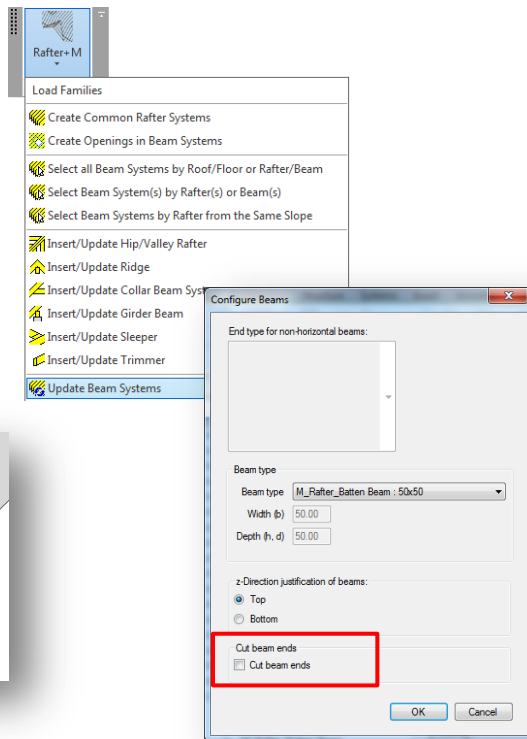 Rafter+ M
Load Families
Create Common Rafter Systems
Create Openings in Beam Systems
Select all Beam Systems by Roof/Floor or Rafter/Beam
Select Beam System(s) by Rafter(s) or Beam(s)
Select Beam Systems by Rafter from the Same Slope
Insert/Update Hip/Valley Rafter
Insert/Update Ridge
Insert/Update Collar Beam Syst
Insert/Update Girder Beam
Insert/Update Sleeper
Insert/Update Trimmer
Update Beam Systems
Configure Beams
End type for non-horizontal beams:
Beam type
Beam type M_Rafter_Batten Beam : 50x50
Width (b) 50.00
Depth (h, d) 50.00
z-Direction justification of beams:
Top
Bottom
Cut beam ends
Cut beam ends
OK Cancel